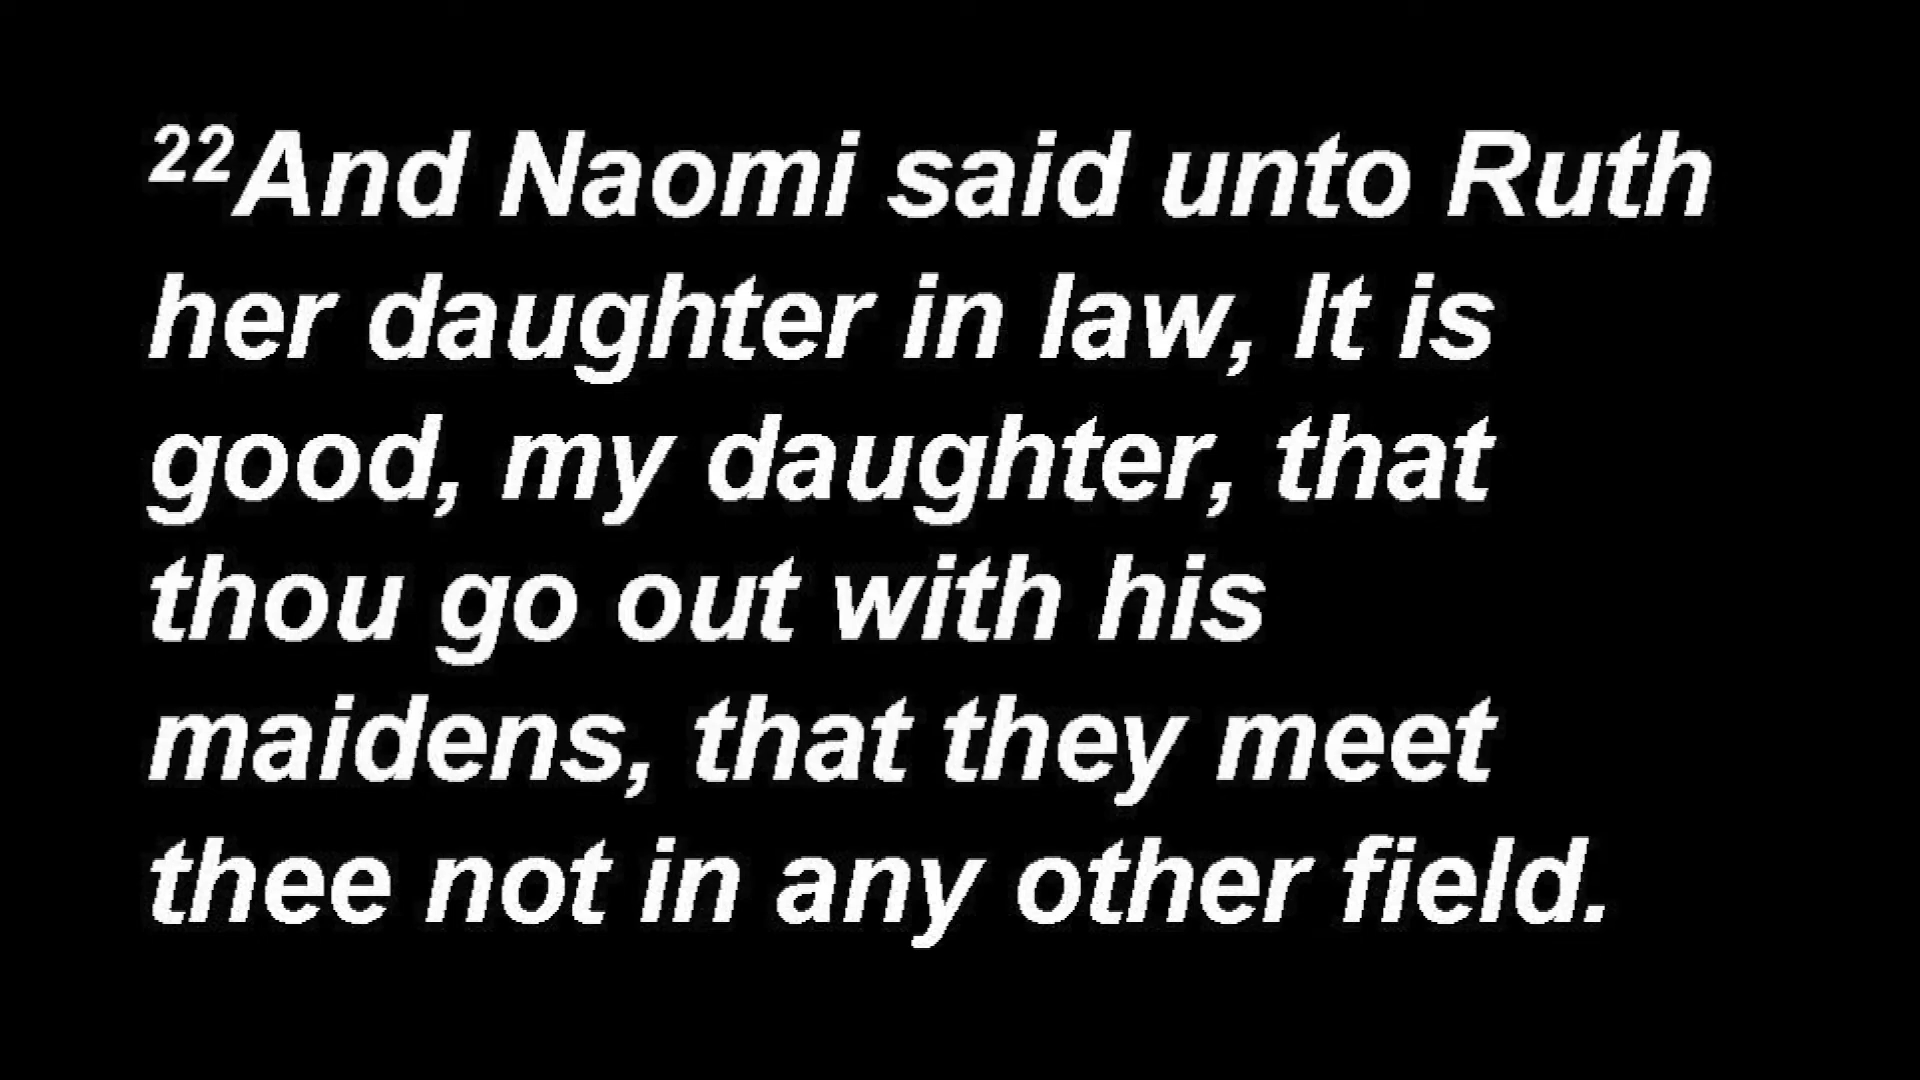 22And Naomi said unto Ruth
her daughter in law, It is
good, my daughter, that
thou go out with his
maidens, that they meet
thee not in any other field.